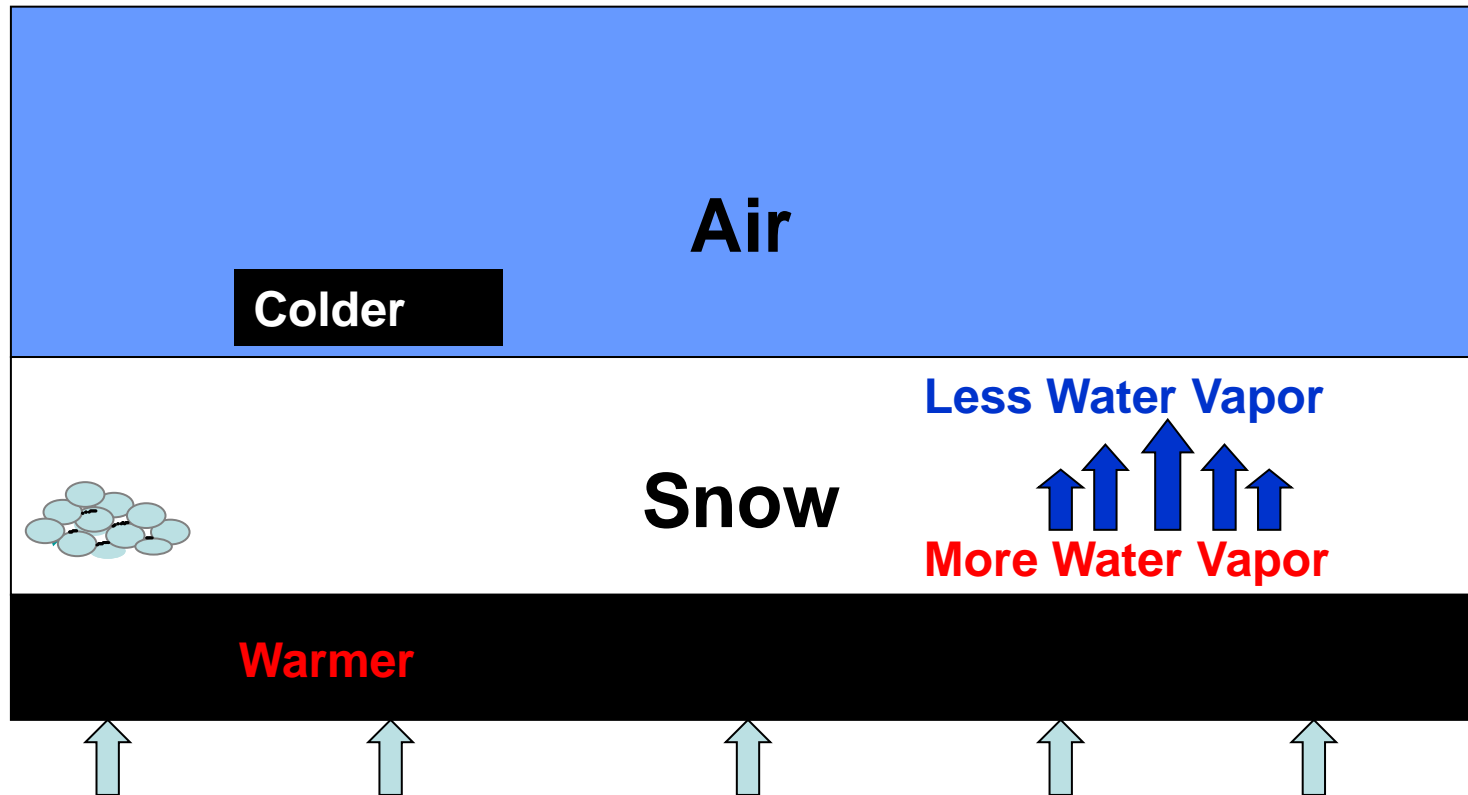 Air
Colder
Less Water Vapor
Snow
More Water Vapor
Warmer